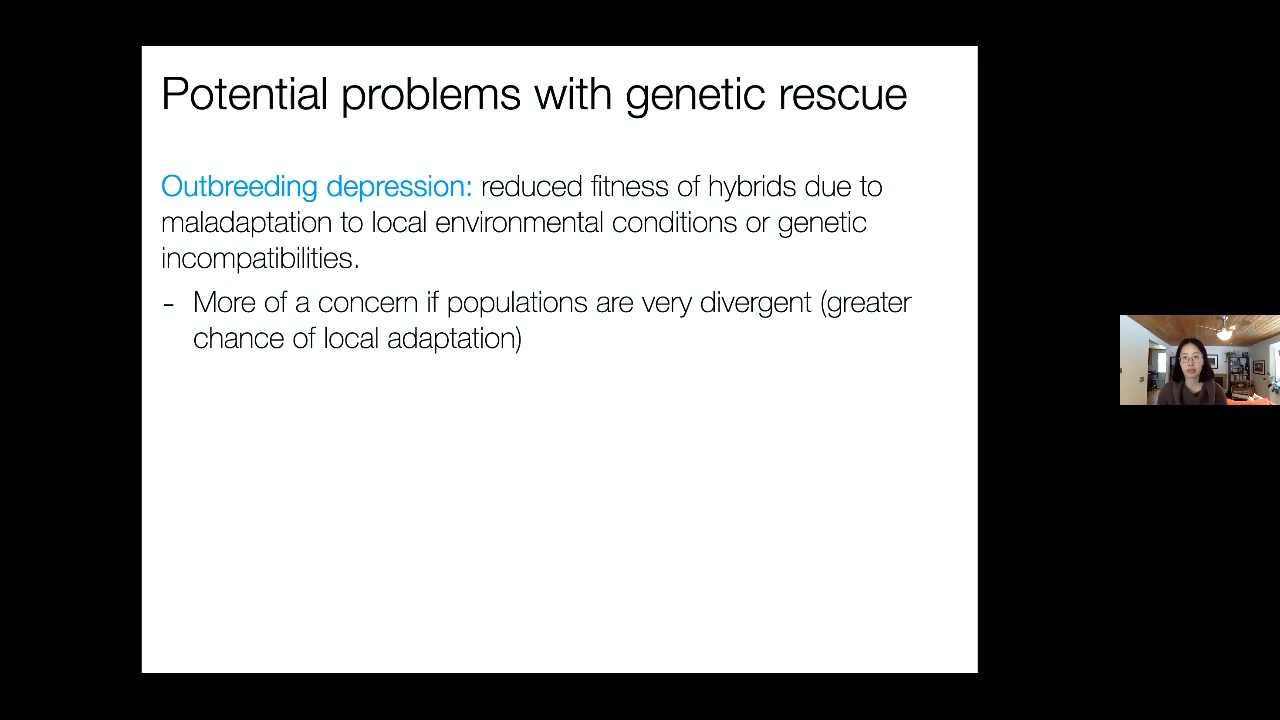 Potential problems with genetic rescue
Outbreeding depression: reduced fitness of hybrids due to
maladaptation to local environmental conditions or genetic
incompatibilities.
- More of a concern if populations are very divergent (greater
chance of local adaptation)